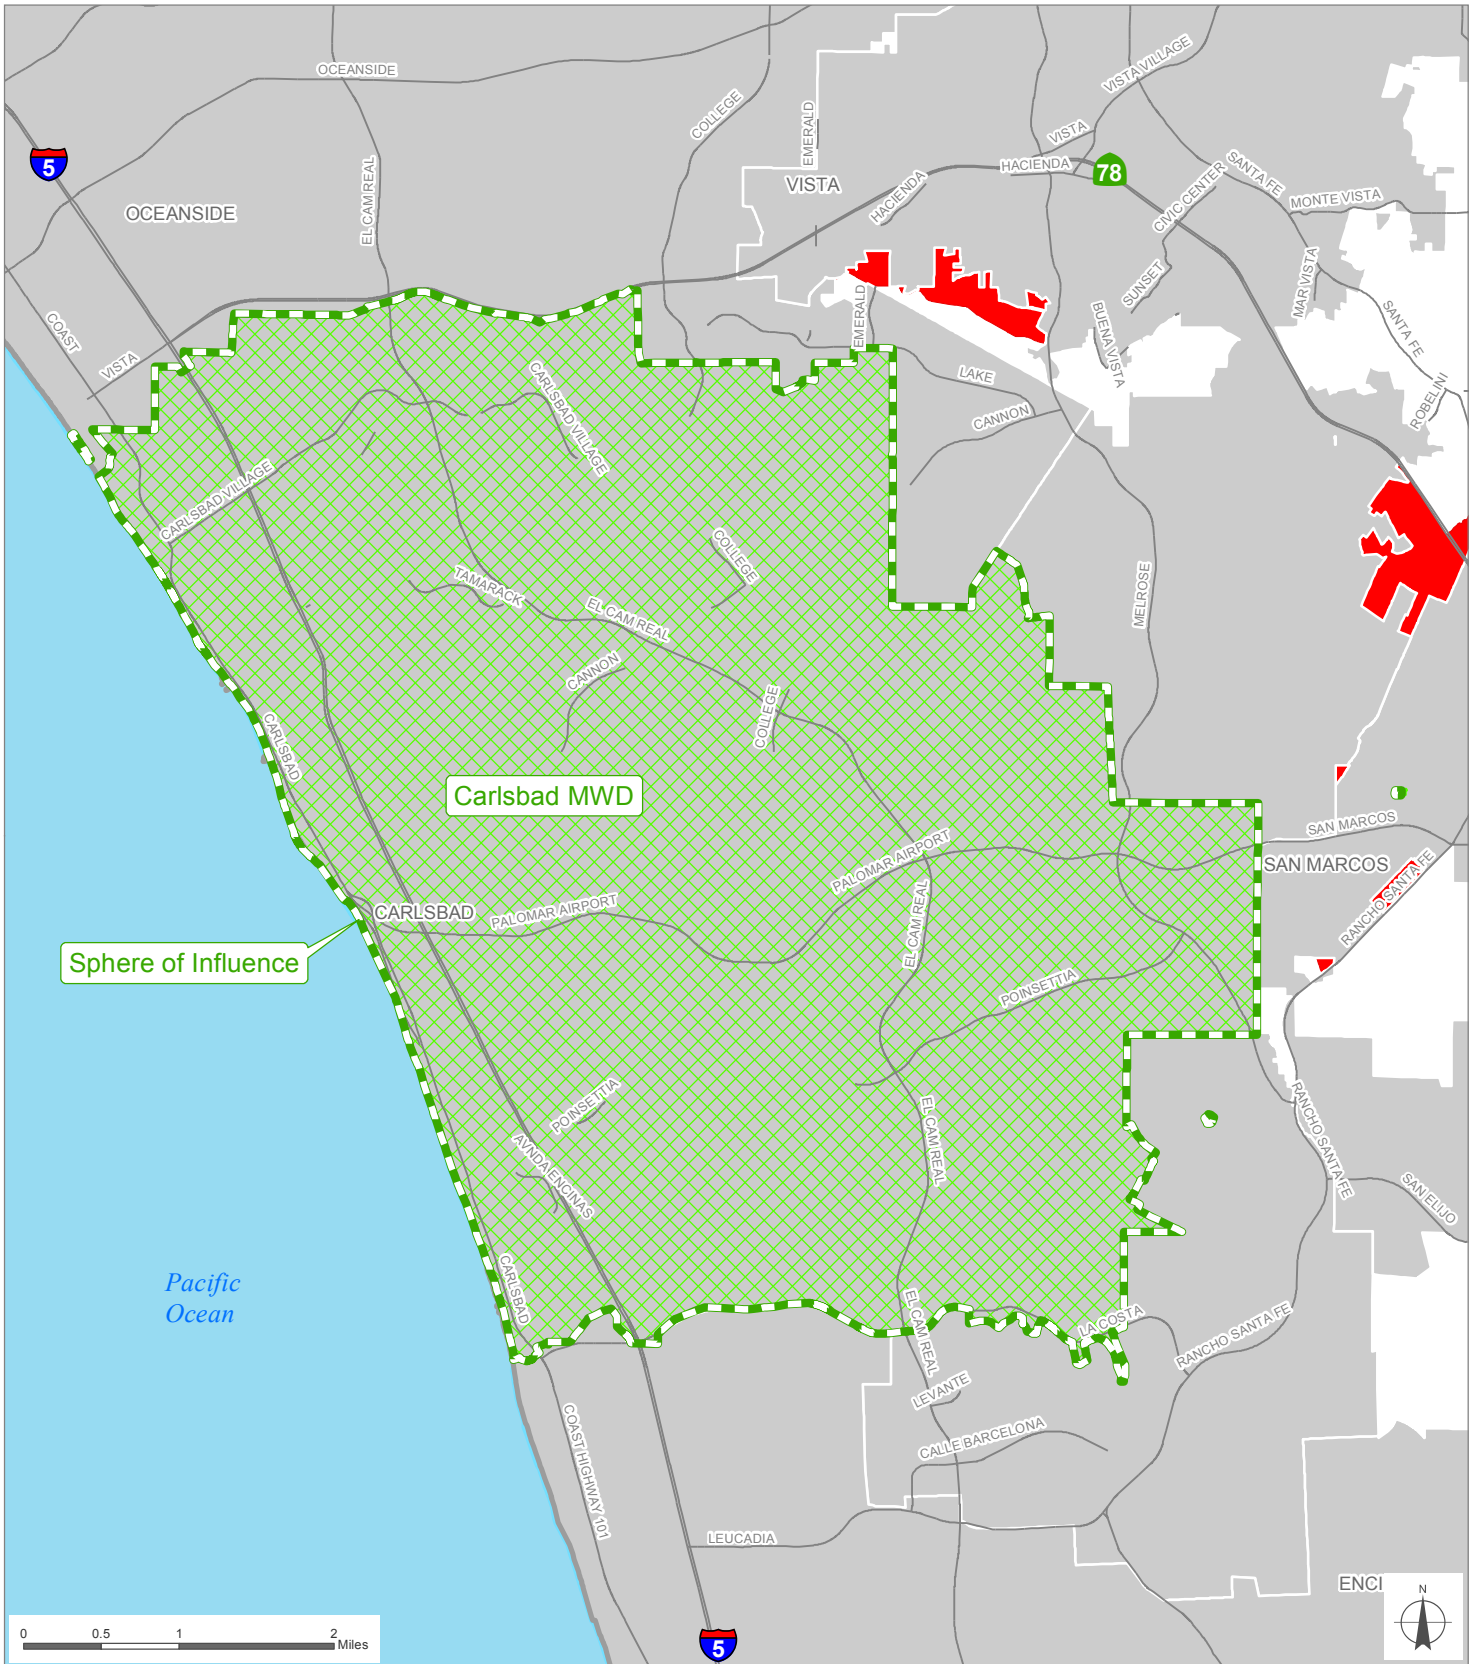 OCEANSIDE
COLLEGE
EMERALD
VISTA VILLAGE
VISTA
HACIENDA
78
5
EL CAM REAL
OCEANSIDE
VISTA
HACIENDA
CIVIC CENTER
SANTA FE
MONTE VISTA
SUNSET
MAR VISTA
COAST
VISTA
EMERALD
BUENA VISTA
SANTA FE
LAKE
CANNON
ROBELINI
CARLSBAD VILLAGE
CARLSBAD VILLAGE
COLLEGE
TAMARACK
EL CAM REAL
MELROSE
CANNON
COLLEGE
CARLSBAD
Carlsbad MWD
SAN MARCOS
PALOMAR AIRPORT
SAN MARCOS
RANCHO SANTA FE
CARLSBAD
PALOMAR AIRPORT
EL CAM REAL
Sphere of Influence
POINSETTIA
POINSETTIA
AVNDA ENCINAS
EL CAM REAL
RANCHO SANTA FE
SAN ELIJO
Pacific
Ocean
CARLSBAD
EL CAM REAL
LA COSTA
RANCHO SANTA FE
LEVANTE
COAST HIGHWAY 101
CALLE BARCELONA
LEUCADIA
ENCI
N
0 0.5 1 2
Miles
5